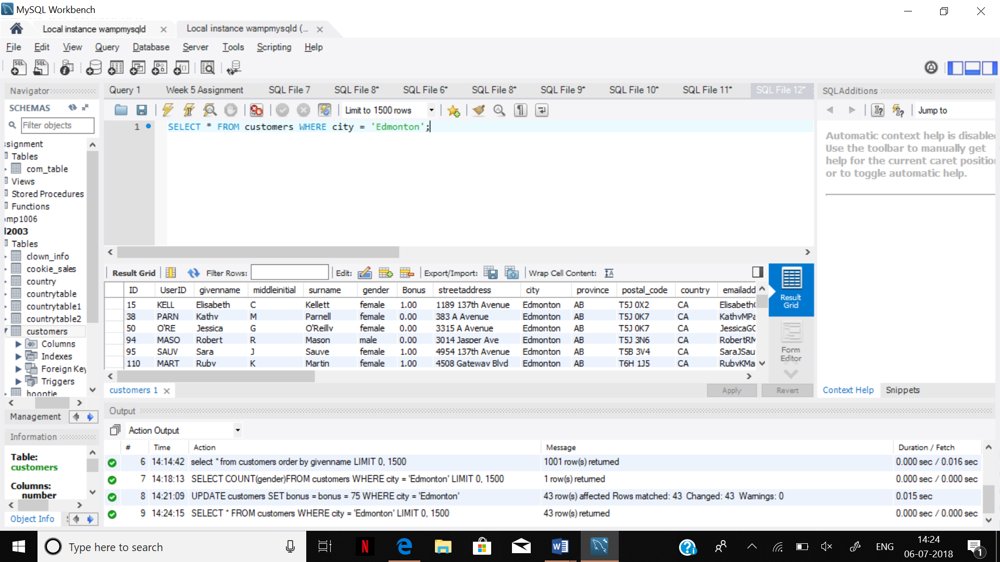 MySQL Workbench
Local instance wampmysqld
Local instance wampmysqld (...
File Edit View Query Database Server Tools Scripting Help
Navigator
Query 1 Week 5 Assignment SQL File 7 SQL File 8* SQL File 6* SQL File 8* SQL File 9* SQL File 10* SQL File 11* SQL File 12*
SQLAdditions
SCHEMAS
Limit to 1500 rows
Jump to
Filter objects
1 SELECT * FROM customers WHERE city = 'Edmonton';
Automatic context help is disable
Use the toolbar to manually get
help for the current caret positio
or to toggle automatic help.
signment
Tables
com_table
Views
Stored Procedures
Functions
mp1006
2003
Tables
clown_info
cookie_sales
country
countrytable
countrytable1
countrytable2
customers
Columns
Indexes
Foreign Key
Triggers
hooptie
Result Grid Filter Rows: Edit: Export/Import: Wrap Cell Content:
ID UserID givenname middleinitial surname gender Bonus streetaddress city province postal_code country emailadd
15 KELL Elisabeth C Kellett female 1.00 1189 137th Avenue Edmonton AB T5J 0X2 CA ElisabethC
38 PARN Kathy M Parnell female 0.00 383 A Avenue Edmonton AB T5J 0K7 CA KathyMPa
50 O'RE Jessica G O'Reilly female 0.00 3315 A Avenue Edmonton AB T5J 0K7 CA JessicaGC
94 MASO Robert R Mason male 0.00 3014 Jasper Ave Edmonton AB T5J 3N6 CA RobertRM
95 SAUV Sara J Sauve female 1.00 4954 137th Avenue Edmonton AB T5B 3V4 CA SaraJSau
110 MART Ruby K Martin female 1.00 4508 Gateway Blvd Edmonton AB T6H 1J5 CA RubyKMa
Result
Grid
Form
Editor
customers 1
Apply Revert
Context Help Snippets
Management
Information
Table:
customers
Columns:
number
Object Info
Output
Action Output
# Time Action Message Duration / Fetch
6 14:14:42 select * from customers order by givenname LIMIT 0, 1500 1001 row(s) returned 0.000 sec / 0.016 sec
7 14:18:13 SELECT COUNT(gender)FROM customers WHERE city = 'Edmonton' LIMIT 0, 1500 1 row(s) returned 0.000 sec / 0.000 sec
8 14:21:09 UPDATE customers SET bonus = bonus = 75 WHERE city = 'Edmonton' 43 row(s) affected Rows matched: 43 Changed: 43 Warnings: 0 0.015 sec
9 14:24:15 SELECT * FROM customers WHERE city = 'Edmonton' LIMIT 0, 1500 43 row(s) returned 0.000 sec / 0.000 sec
Type here to search
ENG
14:24
06-07-2018
1